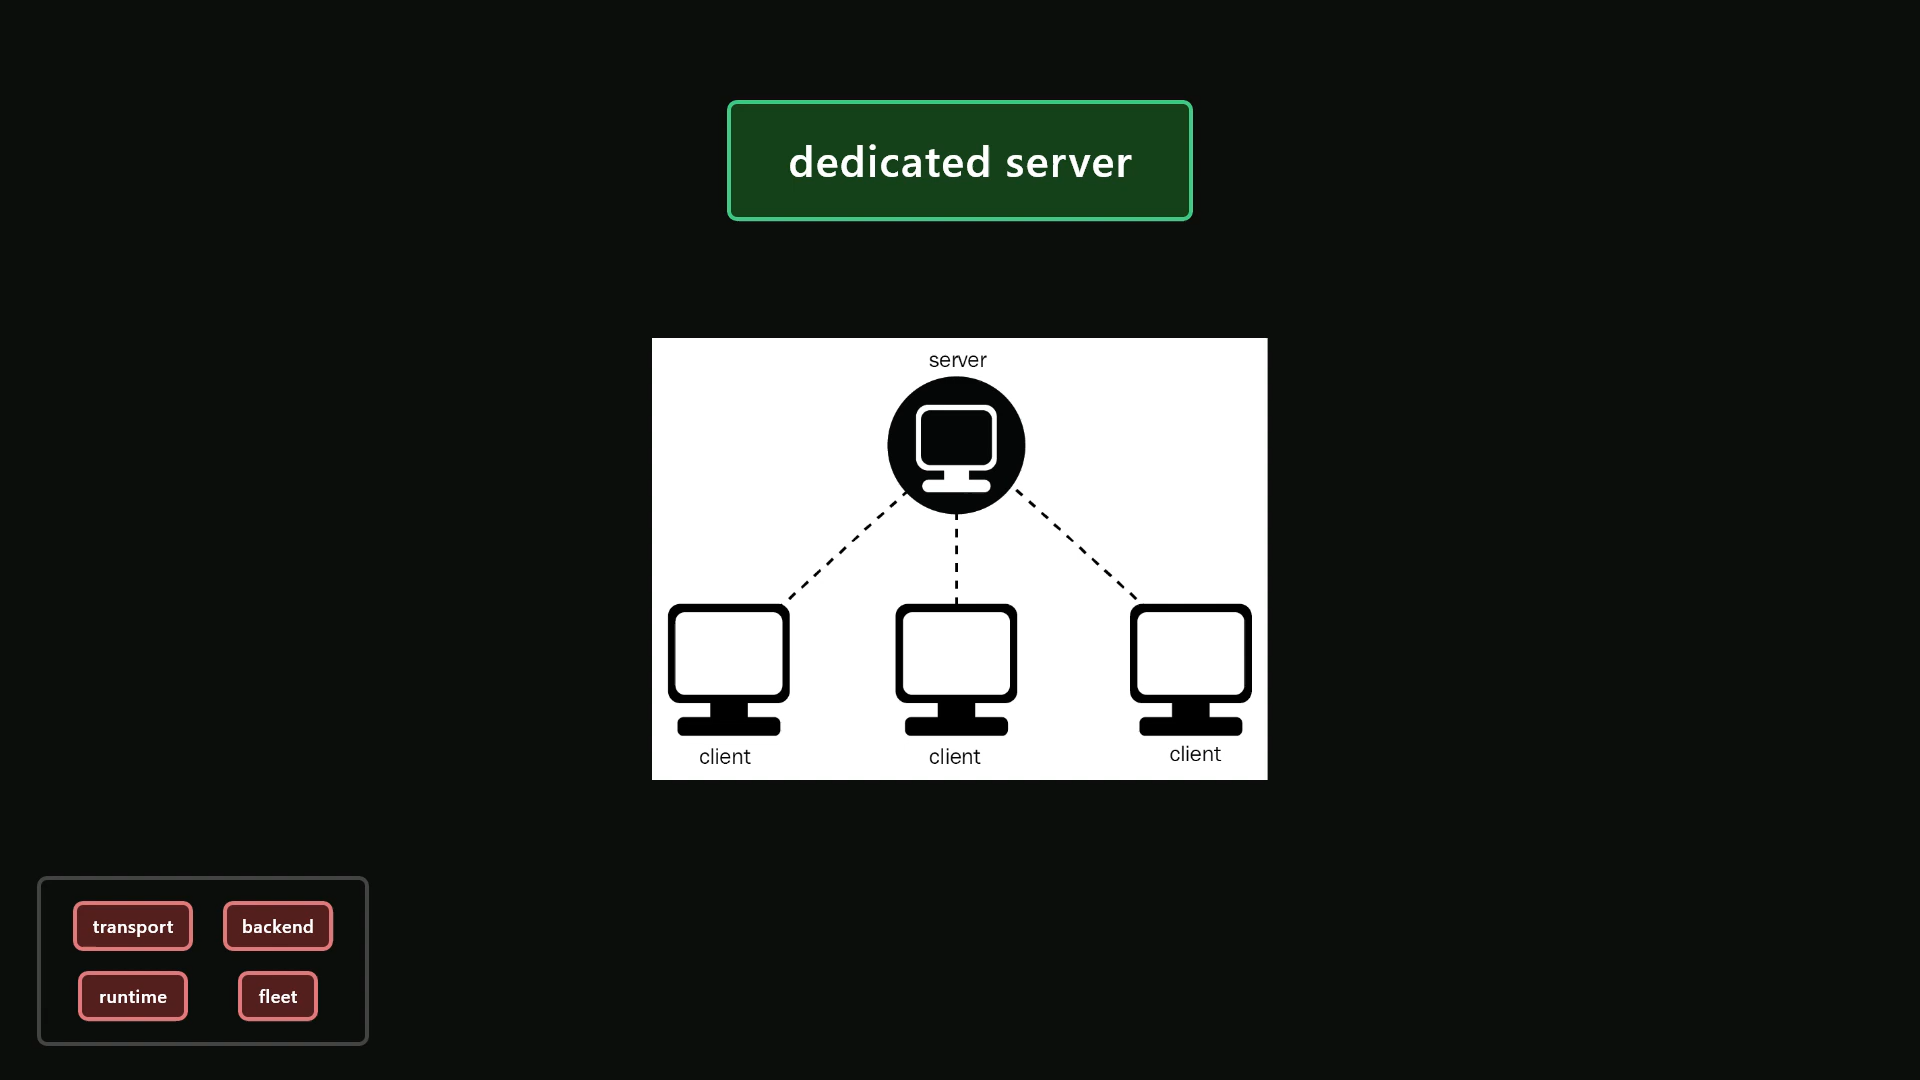 dedicated server
server
client
client
client
transport
backend
runtime
fleet